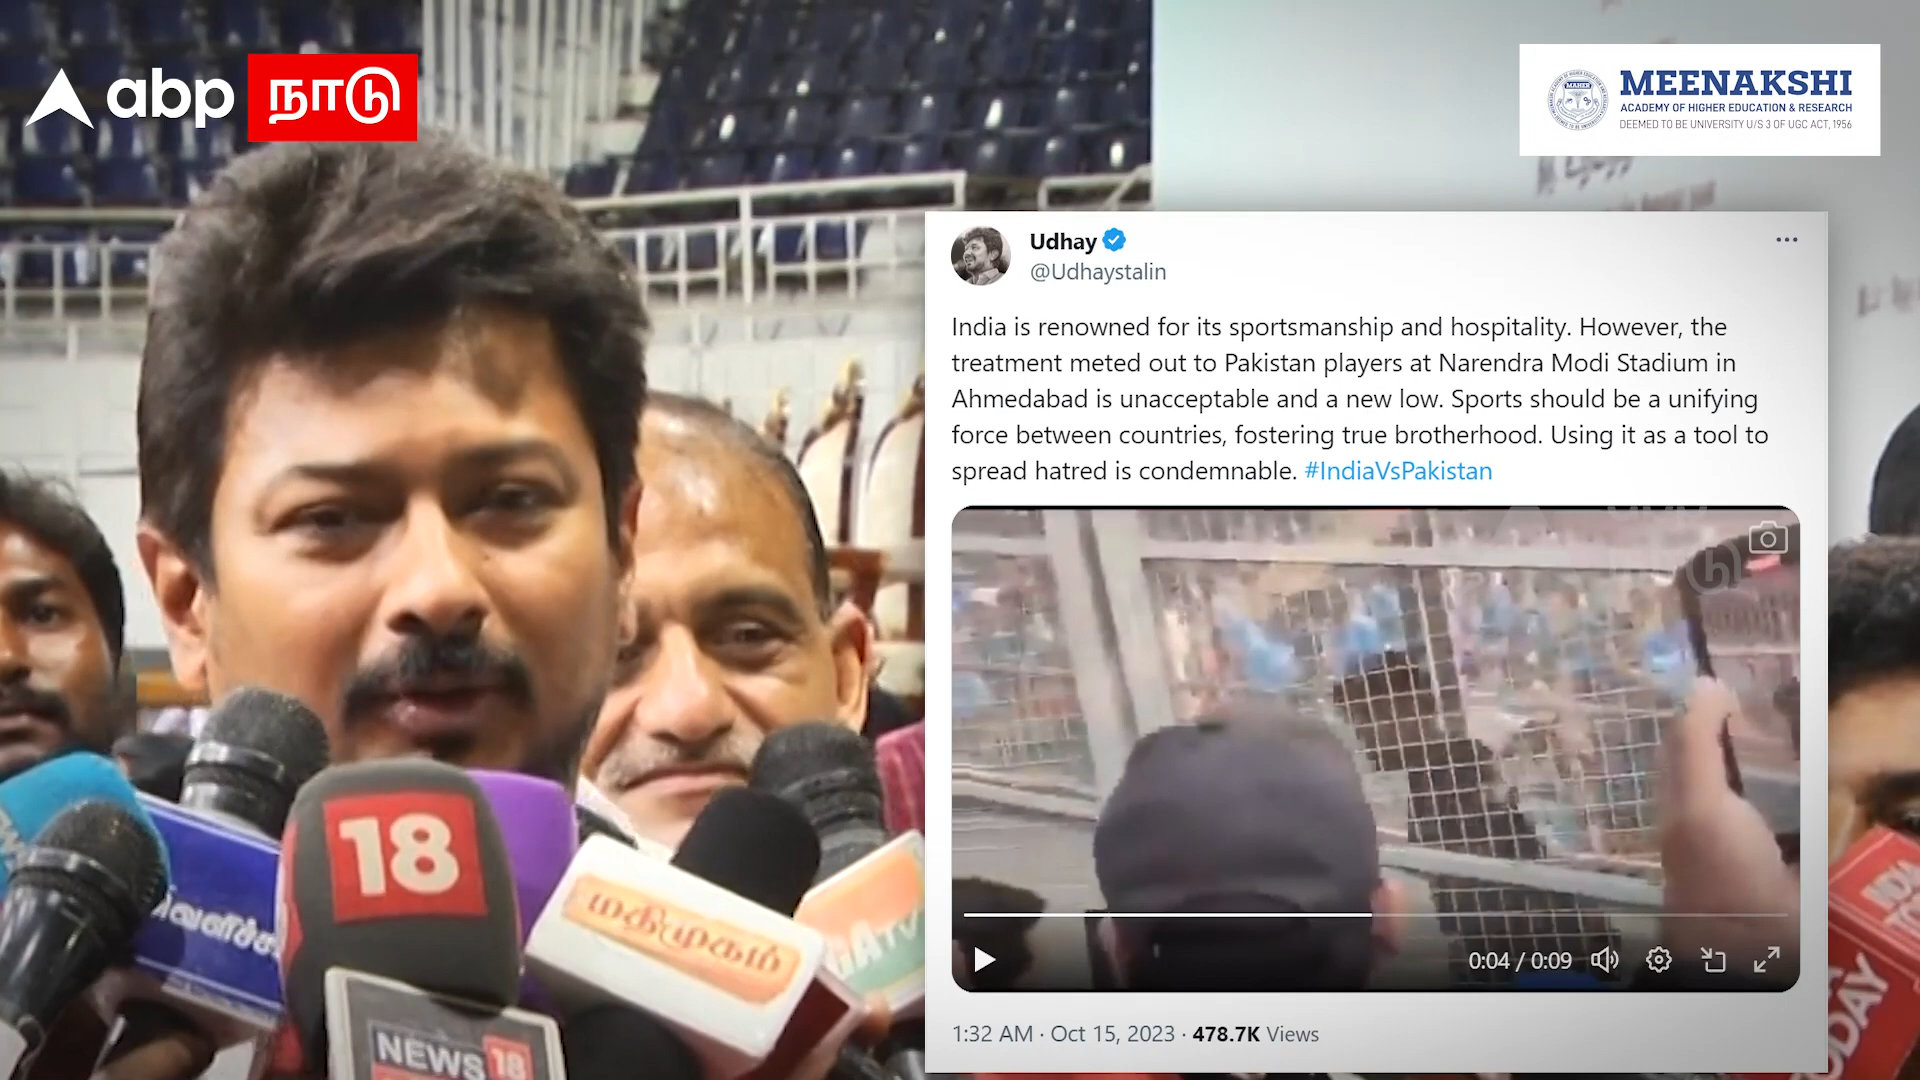 abp நாடு
MEENAKSHI
ACADEMY OF HIGHER EDUCATION & RESEARCH
DEEMED TO BE UNIVERSITY U/S 3 OF UGC ACT, 1956
Udhay
@Udhaystalin
India is renowned for its sportsmanship and hospitality. However, the
treatment meted out to Pakistan players at Narendra Modi Stadium in
Ahmedabad is unacceptable and a new low. Sports should be a unifying
force between countries, fostering true brotherhood. Using it as a tool to
spread hatred is condemnable. #IndiaVsPakistan
0:04 / 0:09
1:32 AM · Oct 15, 2023 · 478.7K Views
18
மதிமுகம்
NEWS 18